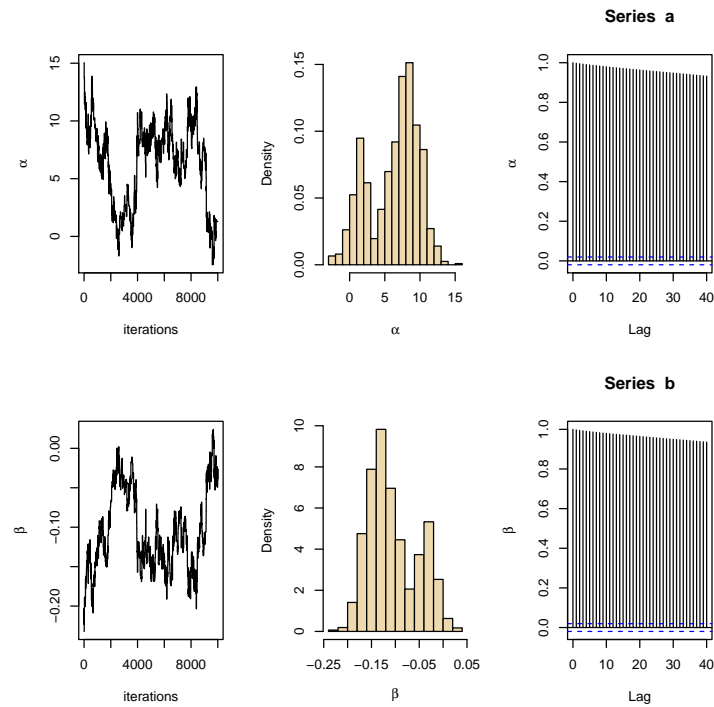 Series a
α
0 5 10 15
0 4000 8000
iterations
Density
0.00 0.05 0.10 0.15
0 5 10 15
α
α
0.0 0.2 0.4 0.6 0.8 1.0
0 10 20 30 40
Lag
Series b
β
−0.20 −0.10 0.00
0 4000 8000
iterations
Density
0 2 4 6 8 10
−0.25 −0.15 −0.05 0.05
β
β
0.0 0.2 0.4 0.6 0.8 1.0
0 10 20 30 40
Lag